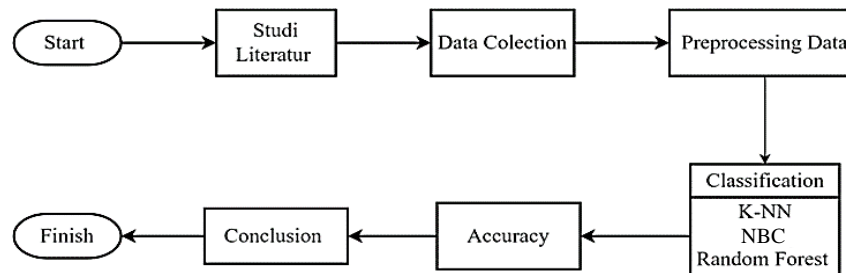 Start
Studi
Literatur
Data Colection
Preprocessing Data
Classification
K-NN
NBC
Random Forest
Accuracy
Conclusion
Finish